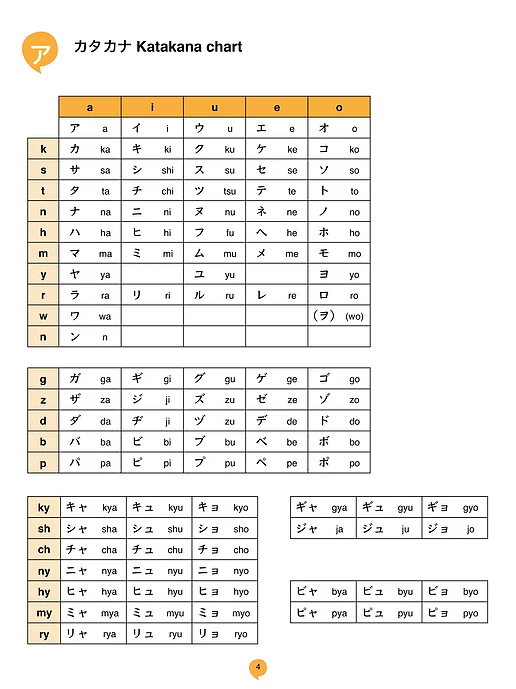 ア
カタカナ Katakana chart
a i u e o
ア a イ i ウ u エ e オ o
k カ ka キ ki ク ku ケ ke コ ko
s サ sa シ shi ス su セ se ソ so
t タ ta チ chi ツ tsu テ te ト to
n ナ na ニ ni ヌ nu ネ ne ノ no
h ハ ha ヒ hi フ fu ヘ he ホ ho
m マ ma ミ mi ム mu メ me モ mo
y ヤ ya ユ yu ヨ yo
r ラ ra リ ri ル ru レ re ロ ro
w ワ wa (ヲ) (wo)
n ン n
g ガ ga ギ gi グ gu ゲ ge ゴ go
z ザ za ジ ji ズ zu ゼ ze ゾ zo
d ダ da ヂ ji ヅ zu デ de ド do
b バ ba ビ bi ブ bu ベ be ボ bo
p パ pa ピ pi プ pu ペ pe ポ po
ky キャ kya キュ kyu キョ kyo
sh シャ sha シュ shu ショ sho
ch チャ cha チュ chu チョ cho
ny ニャ nya ニュ nyu ニョ nyo
hy ヒャ hya ヒュ hyu ヒョ hyo
my ミャ mya ミュ myu ミョ myo
ry リャ rya リュ ryu リョ ryo
ギャ gya ギュ gyu ギョ gyo
ジャ ja ジュ ju ジョ jo
ビャ bya ビュ byu ビョ byo
ピャ pya ピュ pyu ピョ pyo
4